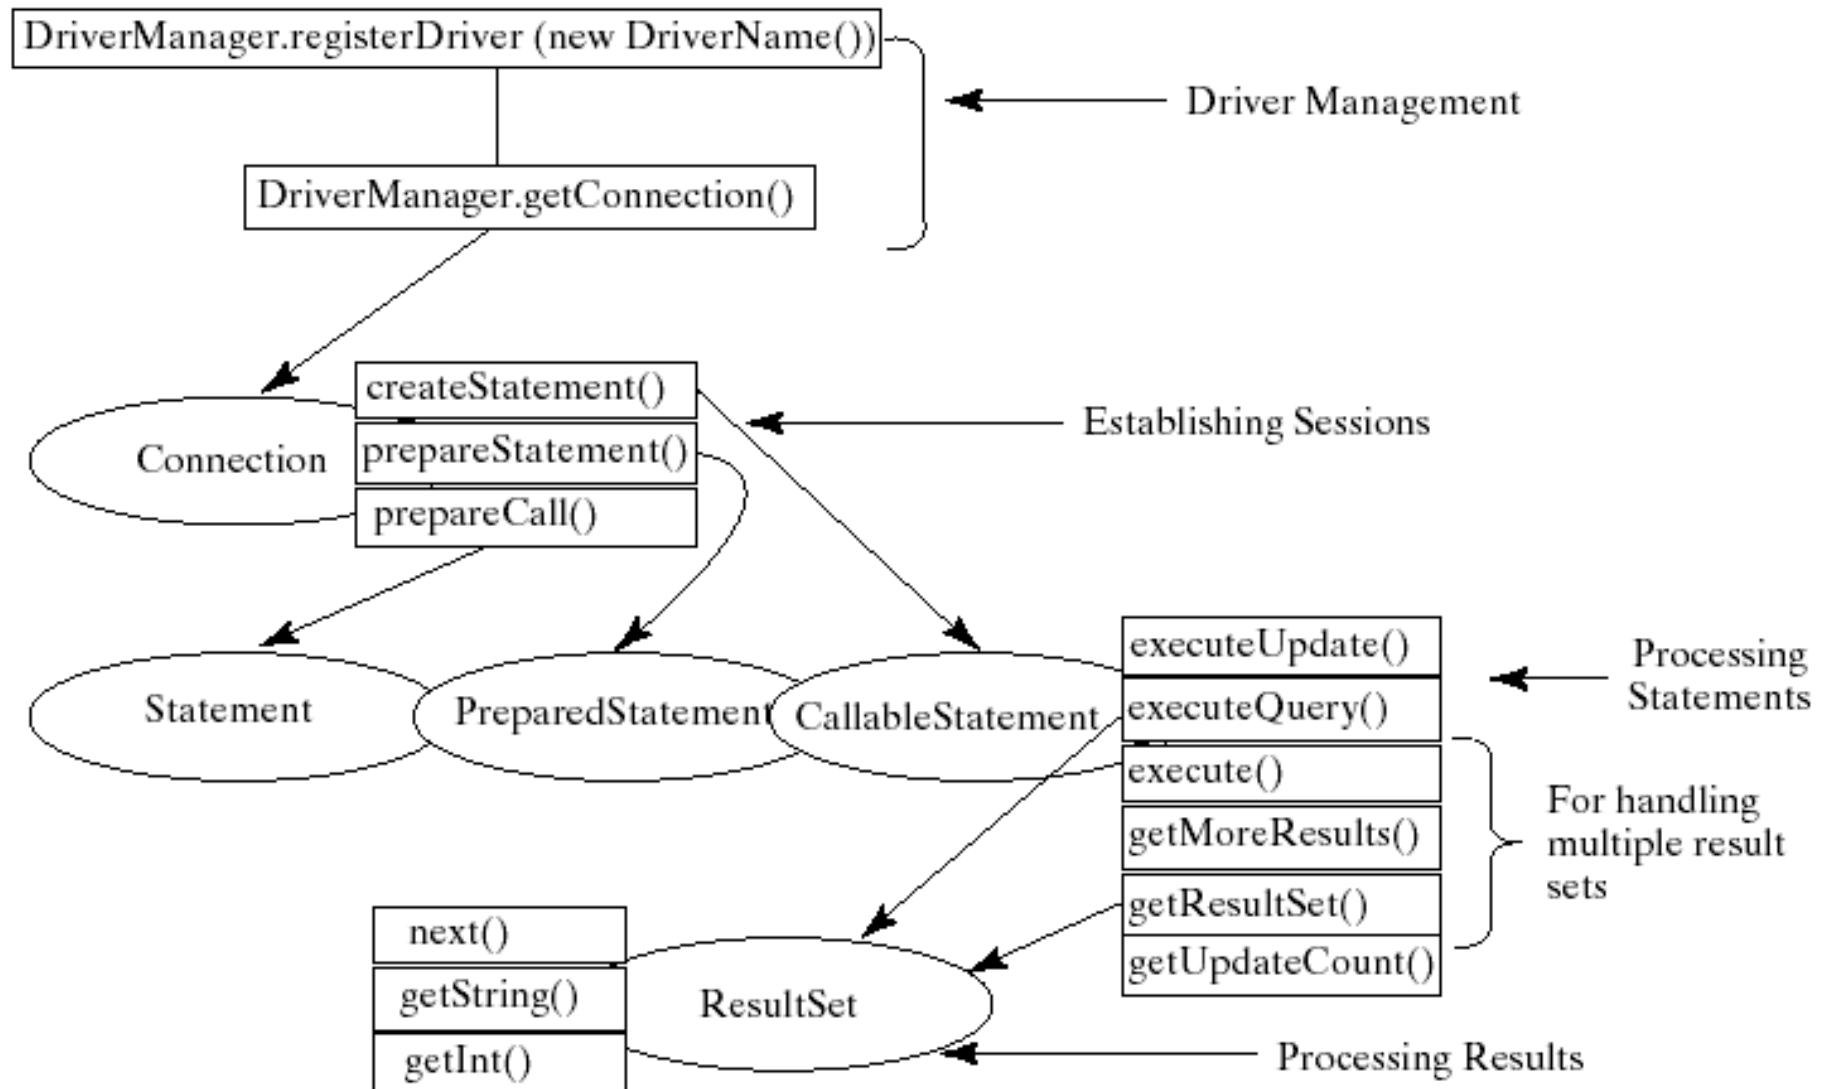 DriverManager.registerDriver (new DriverName())
Driver Management
DriverManager.getConnection()
createStatement()
Establishing Sessions
Connection
prepareStatement()
prepareCall()
Statement
PreparedStatement
CallableStatement
executeUpdate()
executeQuery()
execute()
getMoreResults()
getResultSet()
getUpdateCount()
Processing
Statements
For handling
multiple result
sets
next()
getString()
getInt()
ResultSet
Processing Results